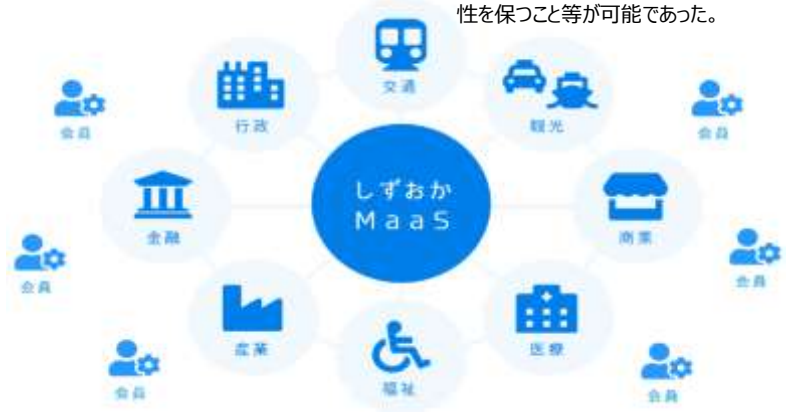 性を保つこと等が可能であった。
交通
行政
観光
会員
会員
しずおか
MaaS
金融
商業
会員
会員
産業
医療
福祉
会員
会員